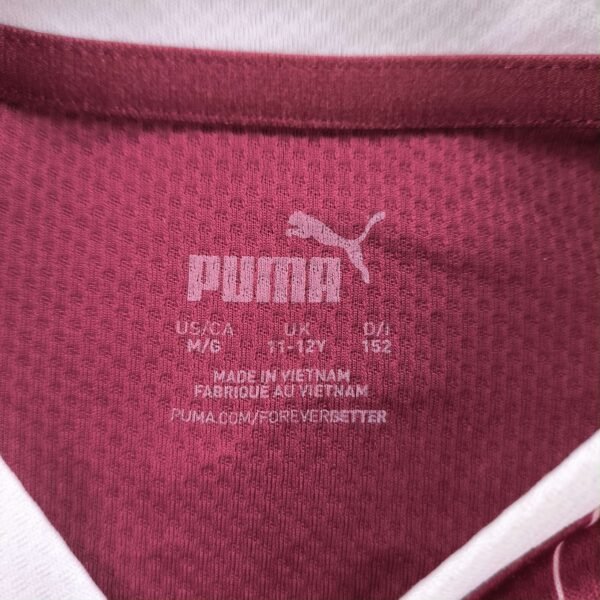 PUMA
US/CA UK D/I
M/G 11-12Y 152
MADE IN VIETNAM
FABRIQUE AU VIETNAM
PUMA.COM/FOREVERBETTER